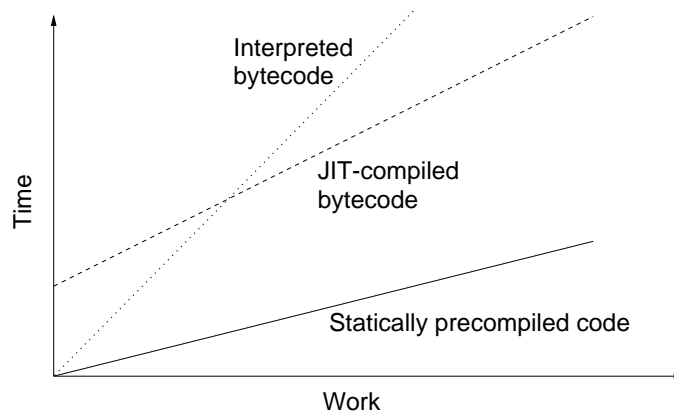 Interpreted
bytecode
JIT-compiled
bytecode
Time
Statically precompiled code
Work